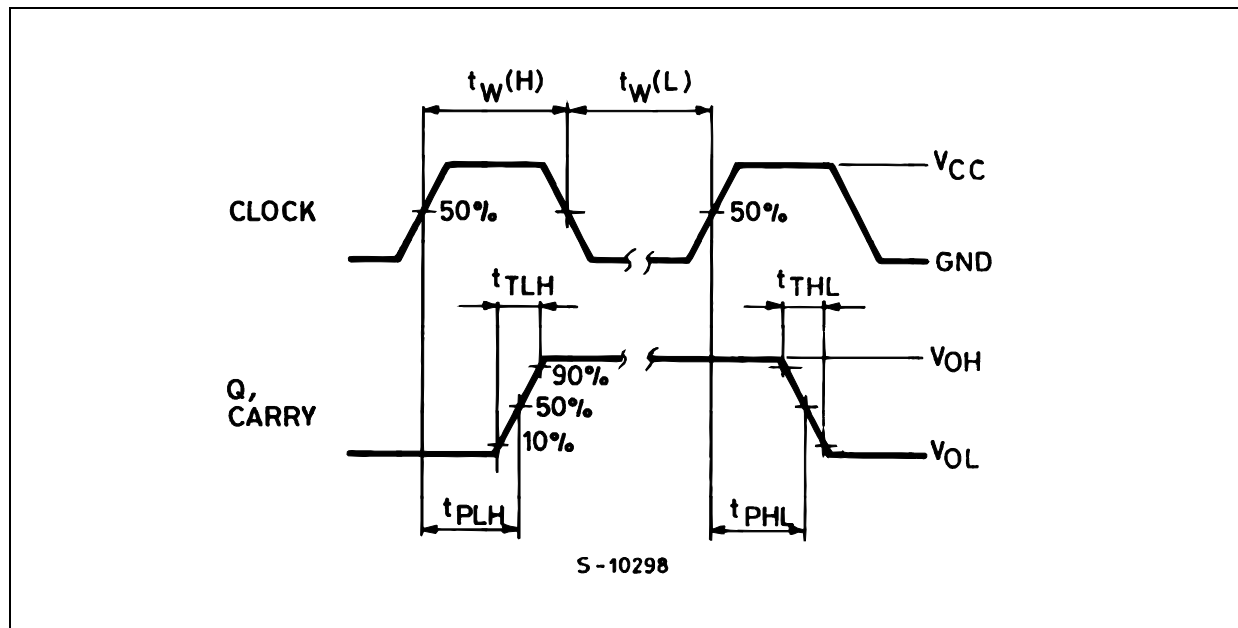 tW(H) tW(L)
VCC
CLOCK 50% 50%
GND
tTLH tTHL
VOH
90%
Q,
CARRY
50%
10%
VOL
tPLH tPHL
S-10298